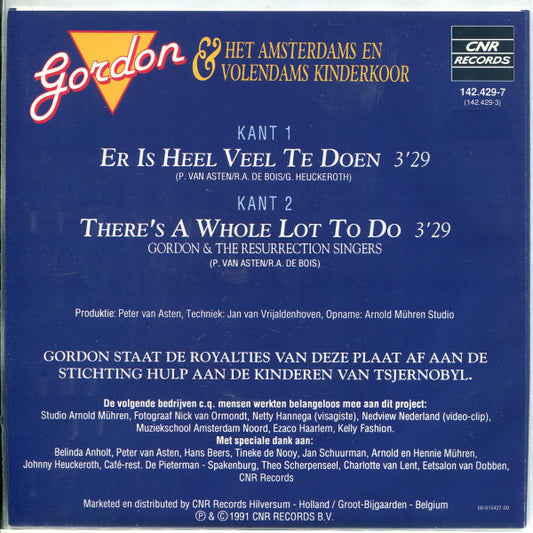 Gordon & HET AMSTERDAMS EN
VOLENDAMS KINDERKOOR
CNR
RECORDS
142.429-7
(142.429-3)
KANT 1
ER IS HEEL VEEL TE DOEN 3'29
(P. VAN ASTEN/R.A. DE BOIS/G. HEUCKEROTH)
KANT 2
THERE'S A WHOLE LOT TO DO 3'29
GORDON & THE RESURRECTION SINGERS
(P. VAN ASTEN/R.A. DE BOIS)
Produktie: Peter van Asten, Techniek: Jan van Vrijaldenhoven, Opname: Arnold Mühren Studio
GORDON STAAT DE ROYALTIES VAN DEZE PLAAT AF AAN DE
STICHTING HULP AAN DE KINDEREN VAN TSJERNOBYL.
De volgende bedrijven c.q. mensen werkten belangeloos mee aan dit project:
Studio Arnold Mühren, Fotograaf Nick van Ormondt, Netty Hannega (visagiste), Nedview Nederland (video-clip),
Muziekschool Amsterdam Noord, Ezaco Haarlem, Kelly Fashion.
Met speciale dank aan:
Belinda Anholt, Peter van Asten, Hans Beers, Tineke de Nooy, Jan Schuurman, Arnold en Hennie Mühren,
Johnny Heuckeroth, Café-rest. De Pieterman - Spakenburg, Theo Scherpenseel, Charlotte van Lent, Eetsalon van Dobben,
CNR Records
Marketed en distributed by CNR Records Hilversum - Holland / Groot-Bijgaarden - Belgium
℗ & © 1991 CNR RECORDS B.V.
08-015427-00